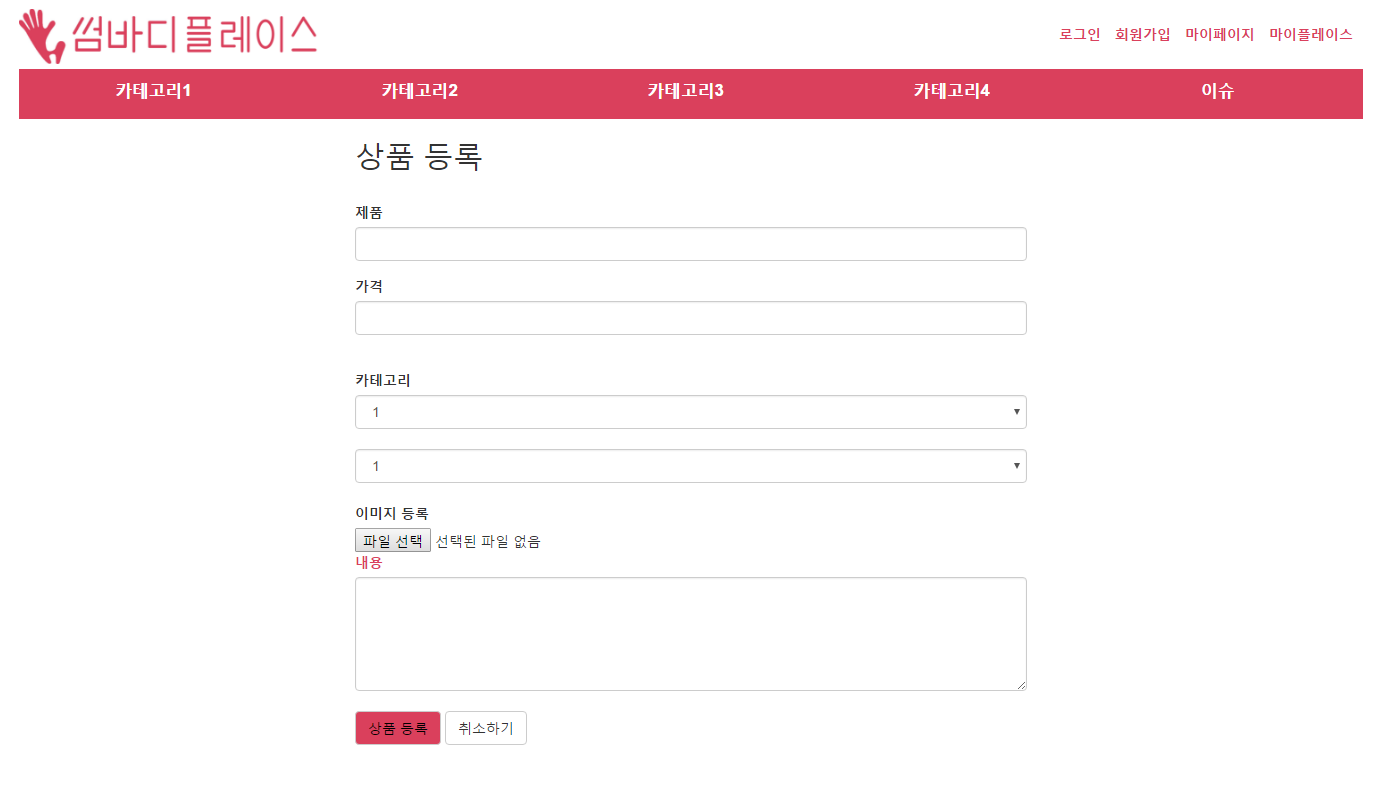 썸바디플레이스
로그인 회원가입 마이페이지 마이플레이스
카테고리1 카테고리2 카테고리3 카테고리4 이슈
상품 등록
제품
가격
카테고리
1
1
이미지 등록
파일 선택 선택된 파일 없음
내용
상품 등록 취소하기